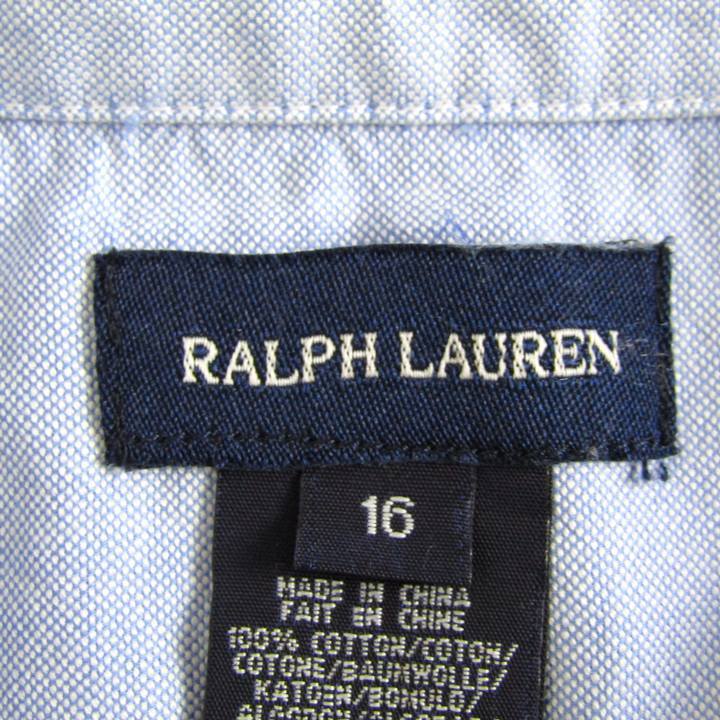 RALPH LAUREN
16
MADE IN CHINA
FAIT EN CHINE
100% COTTON/COTON/
COTONE/BAUMWOLLE/
KATOEN/BOMULD/